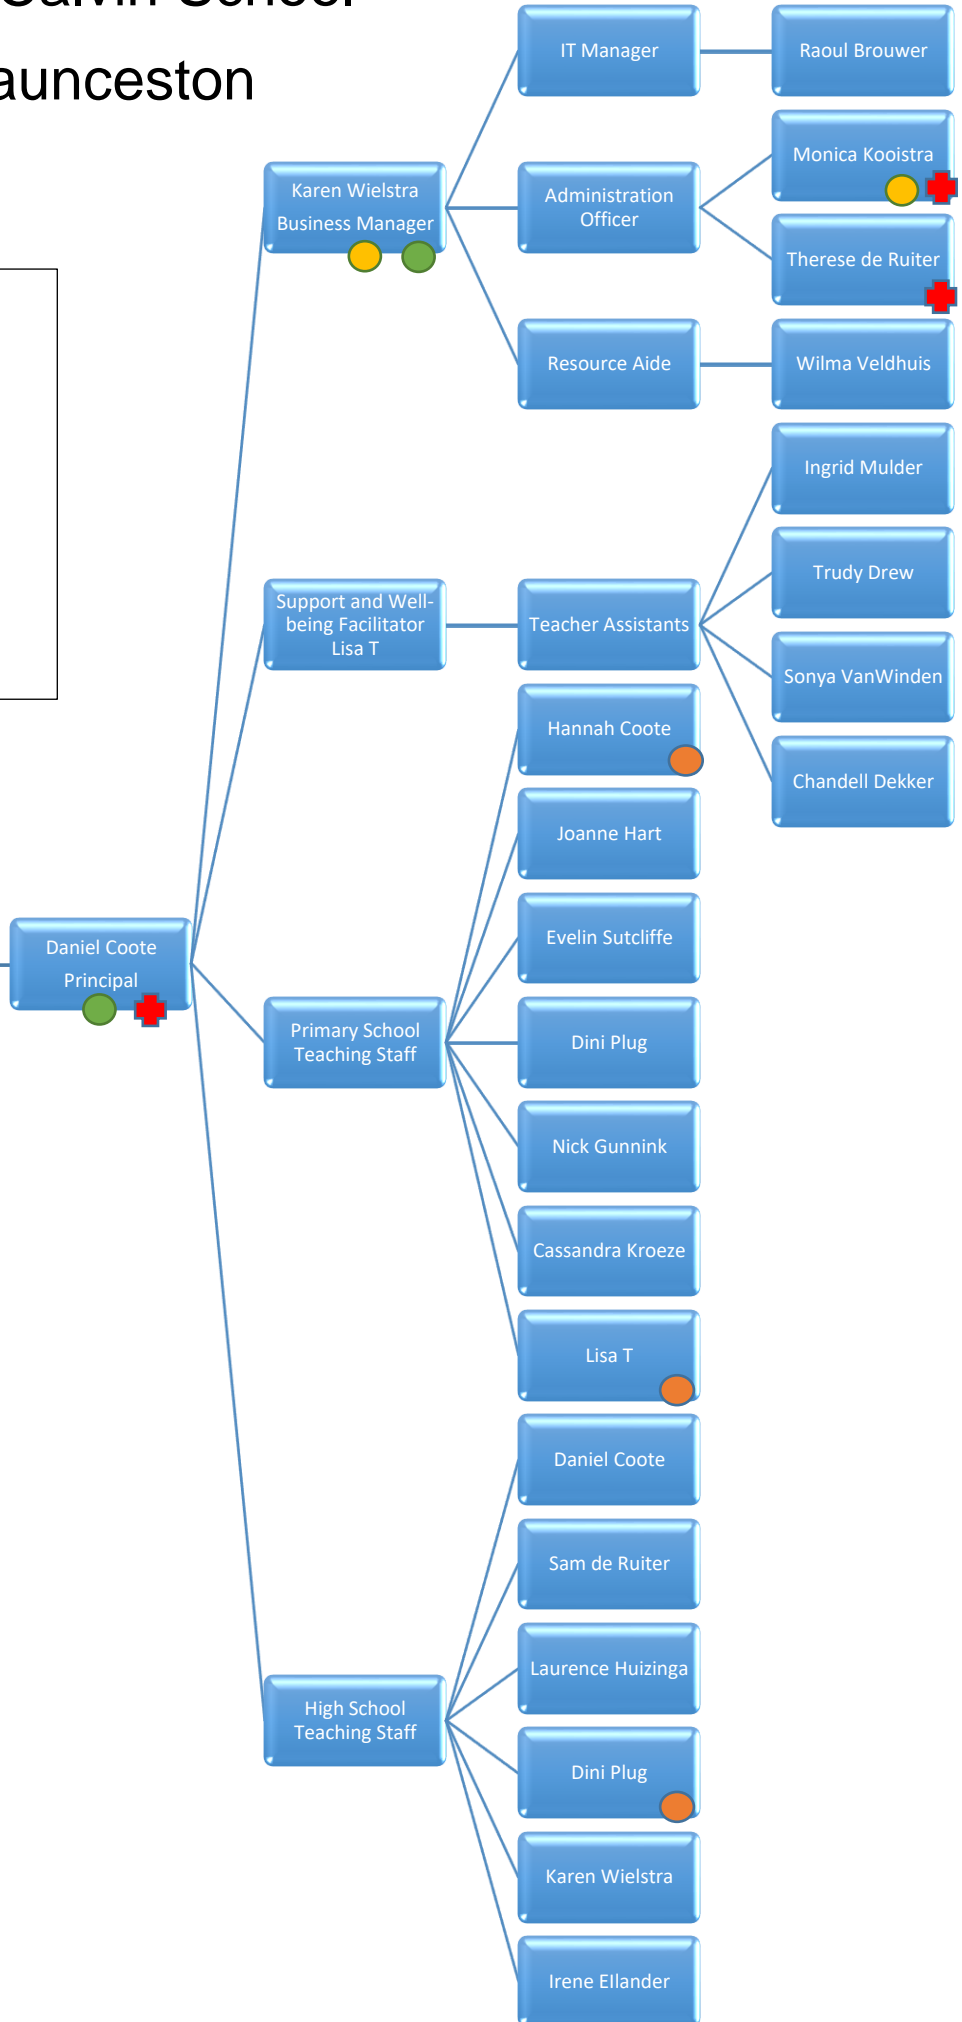 Calvin School
aunceston
IT Manager
Raoul Brouwer
Monica Kooistra
Karen Wielstra
Business Manager
Administration
Officer
Therese de Ruiter
Resource Aide
Wilma Veldhuis
Ingrid Mulder
Trudy Drew
Support and Well-
being Facilitator
Lisa T
Teacher Assistants
Sonya VanWinden
Chandell Dekker
Hannah Coote
Joanne Hart
Evelin Sutcliffe
Daniel Coote
Principal
Primary School
Teaching Staff
Dini Plug
Nick Gunnink
Cassandra Kroeze
Lisa T
Daniel Coote
Sam de Ruiter
Laurence Huizinga
High School
Teaching Staff
Dini Plug
Karen Wielstra
Irene EIlander